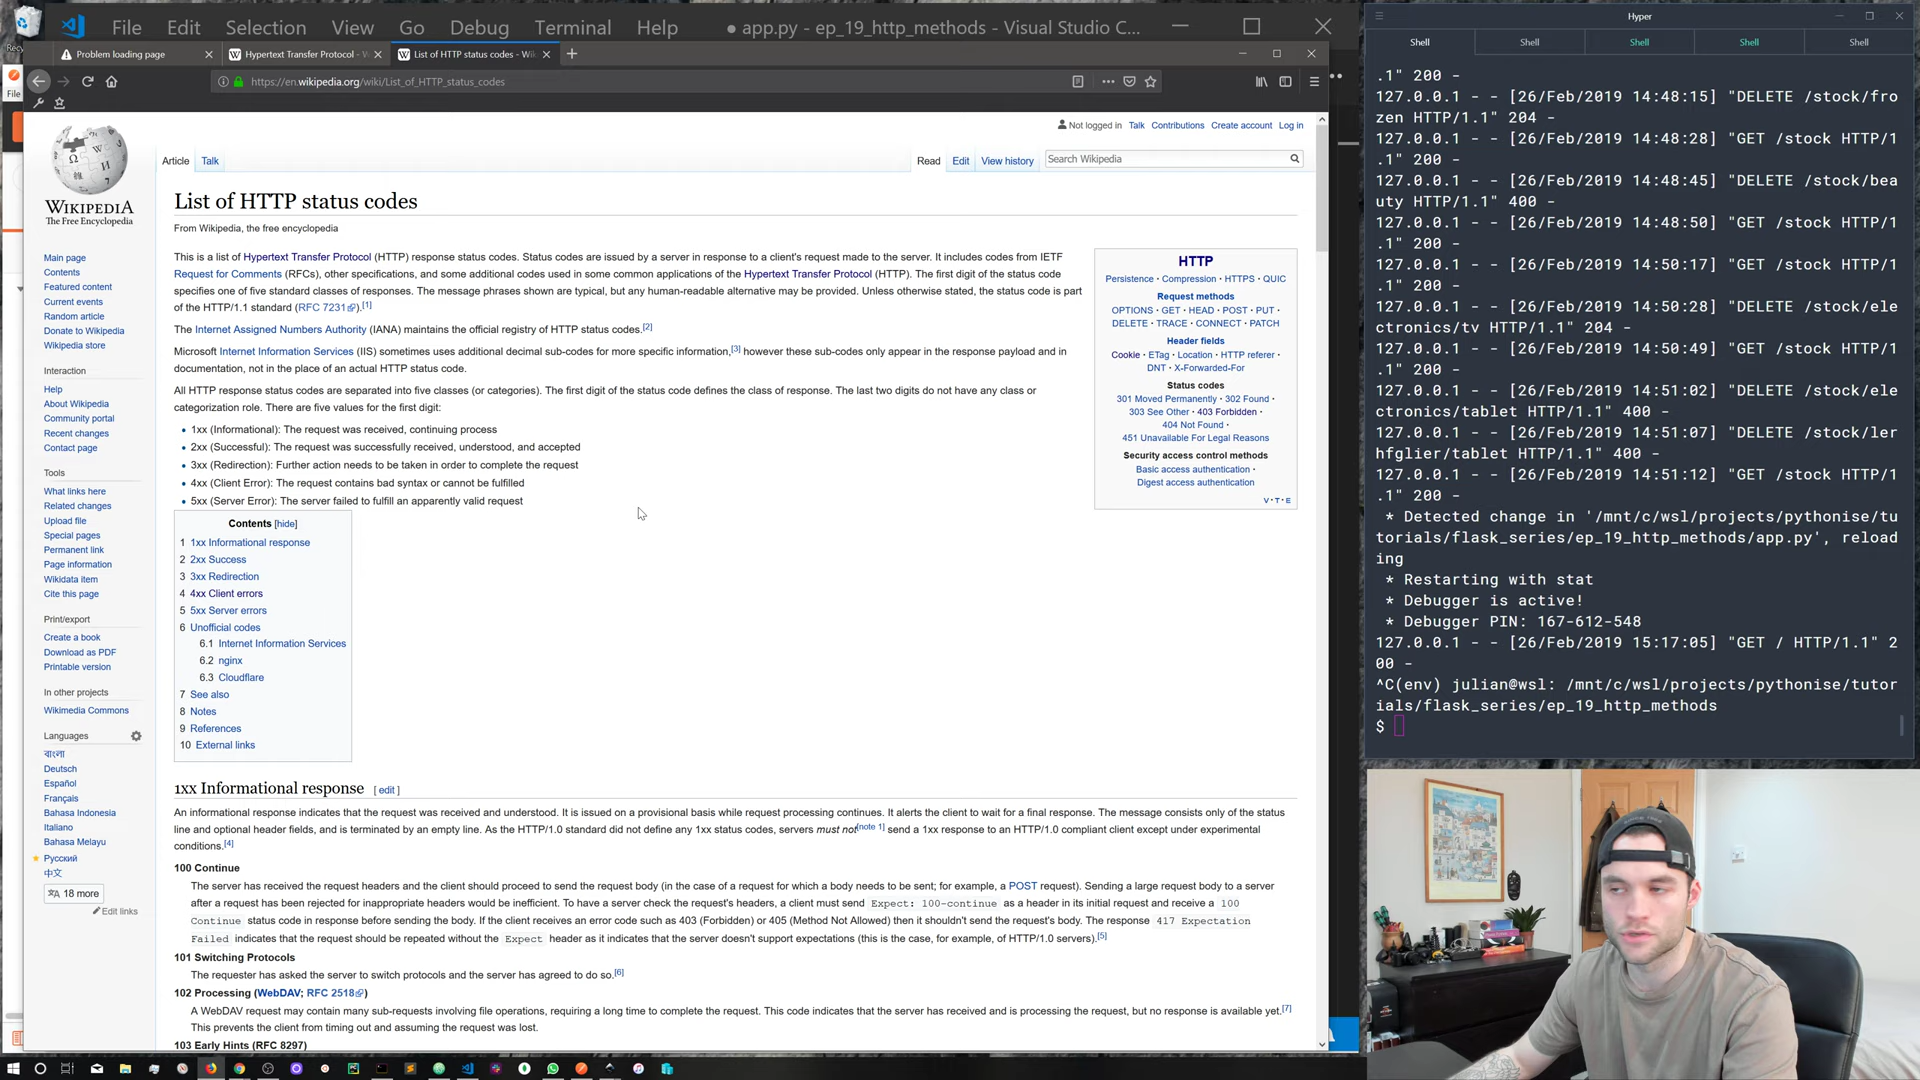 File Edit Selection View Go Debug Terminal Help ● app.py - ep_19_http_methods - Visual Studio C...
Problem loading page
Hypertext Transfer Protocol - W
List of HTTP status codes - Wi
https://en.wikipedia.org/wiki/List_of_HTTP_status_codes
File
Not logged in Talk Contributions Create account Log in
Article Talk
Read Edit View history Search Wikipedia
WIKIPEDIA
The Free Encyclopedia
Main page
Contents
Featured content
Current events
Random article
Donate to Wikipedia
Wikipedia store
Interaction
Help
About Wikipedia
Community portal
Recent changes
Contact page
Tools
What links here
Related changes
Upload file
Special pages
Permanent link
Page information
Wikidata item
Cite this page
Print/export
Create a book
Download as PDF
Printable version
In other projects
Wikimedia Commons
Languages
বাংলা
Deutsch
Español
Français
Bahasa Indonesia
Italiano
Bahasa Melayu
Русский
中文
18 more
Edit links
List of HTTP status codes
From Wikipedia, the free encyclopedia
This is a list of Hypertext Transfer Protocol (HTTP) response status codes. Status codes are issued by a server in response to a client's request made to the server. It includes codes from IETF
Request for Comments (RFCs), other specifications, and some additional codes used in some common applications of the Hypertext Transfer Protocol (HTTP). The first digit of the status code
specifies one of five standard classes of responses. The message phrases shown are typical, but any human-readable alternative may be provided. Unless otherwise stated, the status code is part
of the HTTP/1.1 standard (RFC 7231).[1]
The Internet Assigned Numbers Authority (IANA) maintains the official registry of HTTP status codes.[2]
Microsoft Internet Information Services (IIS) sometimes uses additional decimal sub-codes for more specific information,[3] however these sub-codes only appear in the response payload and in
documentation, not in the place of an actual HTTP status code.
All HTTP response status codes are separated into five classes (or categories). The first digit of the status code defines the class of response. The last two digits do not have any class or
categorization role. There are five values for the first digit:
• 1xx (Informational): The request was received, continuing process
• 2xx (Successful): The request was successfully received, understood, and accepted
• 3xx (Redirection): Further action needs to be taken in order to complete the request
• 4xx (Client Error): The request contains bad syntax or cannot be fulfilled
• 5xx (Server Error): The server failed to fulfill an apparently valid request
HTTP
Persistence · Compression · HTTPS · QUIC
Request methods
OPTIONS · GET · HEAD · POST · PUT ·
DELETE · TRACE · CONNECT · PATCH
Header fields
Cookie · ETag · Location · HTTP referer ·
DNT · X-Forwarded-For
Status codes
301 Moved Permanently · 302 Found ·
303 See Other · 403 Forbidden ·
404 Not Found ·
451 Unavailable For Legal Reasons
Security access control methods
Basic access authentication ·
Digest access authentication
V · T · E
Contents [hide]
1 1xx Informational response
2 2xx Success
3 3xx Redirection
4 4xx Client errors
5 5xx Server errors
6 Unofficial codes
6.1 Internet Information Services
6.2 nginx
6.3 Cloudflare
7 See also
8 Notes
9 References
10 External links
1xx Informational response [ edit ]
An informational response indicates that the request was received and understood. It is issued on a provisional basis while request processing continues. It alerts the client to wait for a final response. The message consists only of the status
line and optional header fields, and is terminated by an empty line. As the HTTP/1.0 standard did not define any 1xx status codes, servers must not[note 1] send a 1xx response to an HTTP/1.0 compliant client except under experimental
conditions.[4]
100 Continue
The server has received the request headers and the client should proceed to send the request body (in the case of a request for which a body needs to be sent; for example, a POST request). Sending a large request body to a server
after a request has been rejected for inappropriate headers would be inefficient. To have a server check the request's headers, a client must send Expect: 100-continue as a header in its initial request and receive a 100
Continue status code in response before sending the body. If the client receives an error code such as 403 (Forbidden) or 405 (Method Not Allowed) then it shouldn't send the request's body. The response 417 Expectation
Failed indicates that the request should be repeated without the Expect header as it indicates that the server doesn't support expectations (this is the case, for example, of HTTP/1.0 servers).[5]
101 Switching Protocols
The requester has asked the server to switch protocols and the server has agreed to do so.[6]
102 Processing (WebDAV; RFC 2518)
A WebDAV request may contain many sub-requests involving file operations, requiring a long time to complete the request. This code indicates that the server has received and is processing the request, but no response is available yet.[7]
This prevents the client from timing out and assuming the request was lost.
103 Early Hints (RFC 8297)
Hyper
Shell Shell Shell Shell Shell
.1" 200 -
127.0.0.1 - - [26/Feb/2019 14:48:15] "DELETE /stock/fro
zen HTTP/1.1" 204 -
127.0.0.1 - - [26/Feb/2019 14:48:28] "GET /stock HTTP/1
.1" 200 -
127.0.0.1 - - [26/Feb/2019 14:48:45] "DELETE /stock/bea
uty HTTP/1.1" 400 -
127.0.0.1 - - [26/Feb/2019 14:48:50] "GET /stock HTTP/1
.1" 200 -
127.0.0.1 - - [26/Feb/2019 14:50:17] "GET /stock HTTP/1
.1" 200 -
127.0.0.1 - - [26/Feb/2019 14:50:28] "DELETE /stock/ele
ctronics/tv HTTP/1.1" 204 -
127.0.0.1 - - [26/Feb/2019 14:50:49] "GET /stock HTTP/1
.1" 200 -
127.0.0.1 - - [26/Feb/2019 14:51:02] "DELETE /stock/ele
ctronics/tablet HTTP/1.1" 400 -
127.0.0.1 - - [26/Feb/2019 14:51:07] "DELETE /stock/ler
hfglier/tablet HTTP/1.1" 400 -
127.0.0.1 - - [26/Feb/2019 14:51:12] "GET /stock HTTP/1
.1" 200 -
* Detected change in '/mnt/c/wsl/projects/pythonise/tu
torials/flask_series/ep_19_http_methods/app.py', reload
ing
* Restarting with stat
* Debugger is active!
* Debugger PIN: 167-612-548
127.0.0.1 - - [26/Feb/2019 15:17:05] "GET / HTTP/1.1" 2
00 -
^C(env) julian@wsl: /mnt/c/wsl/projects/pythonise/tutor
ials/flask_series/ep_19_http_methods
$